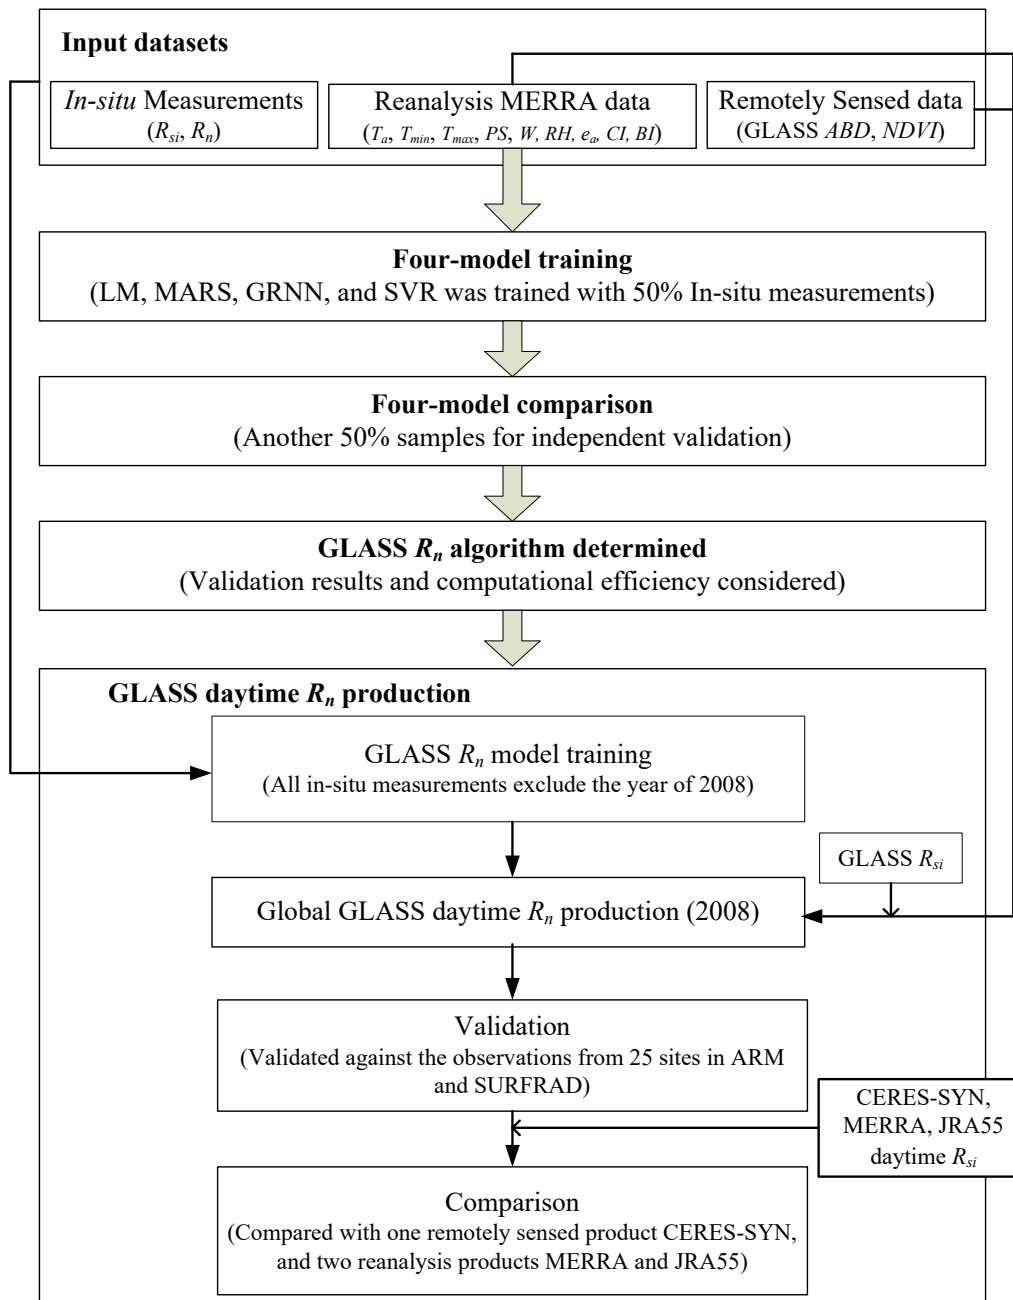 Input datasets
In-situ Measurements
(Rsi, Rn)
Reanalysis MERRA data
(Ta, Tmin, Tmax, PS, W, RH, ea, CI, BI)
Remotely Sensed data
(GLASS ABD, NDVI)
Four-model training
(LM, MARS, GRNN, and SVR was trained with 50% In-situ measurements)
Four-model comparison
(Another 50% samples for independent validation)
GLASS Rn algorithm determined
(Validation results and computational efficiency considered)
GLASS daytime Rn production
GLASS Rn model training
(All in-situ measurements exclude the year of 2008)
GLASS Rsi
Global GLASS daytime Rn production (2008)
Validation
(Validated against the observations from 25 sites in ARM
and SURFRAD)
CERES-SYN,
MERRA, JRA55
daytime Rsi
Comparison
(Compared with one remotely sensed product CERES-SYN,
and two reanalysis products MERRA and JRA55)